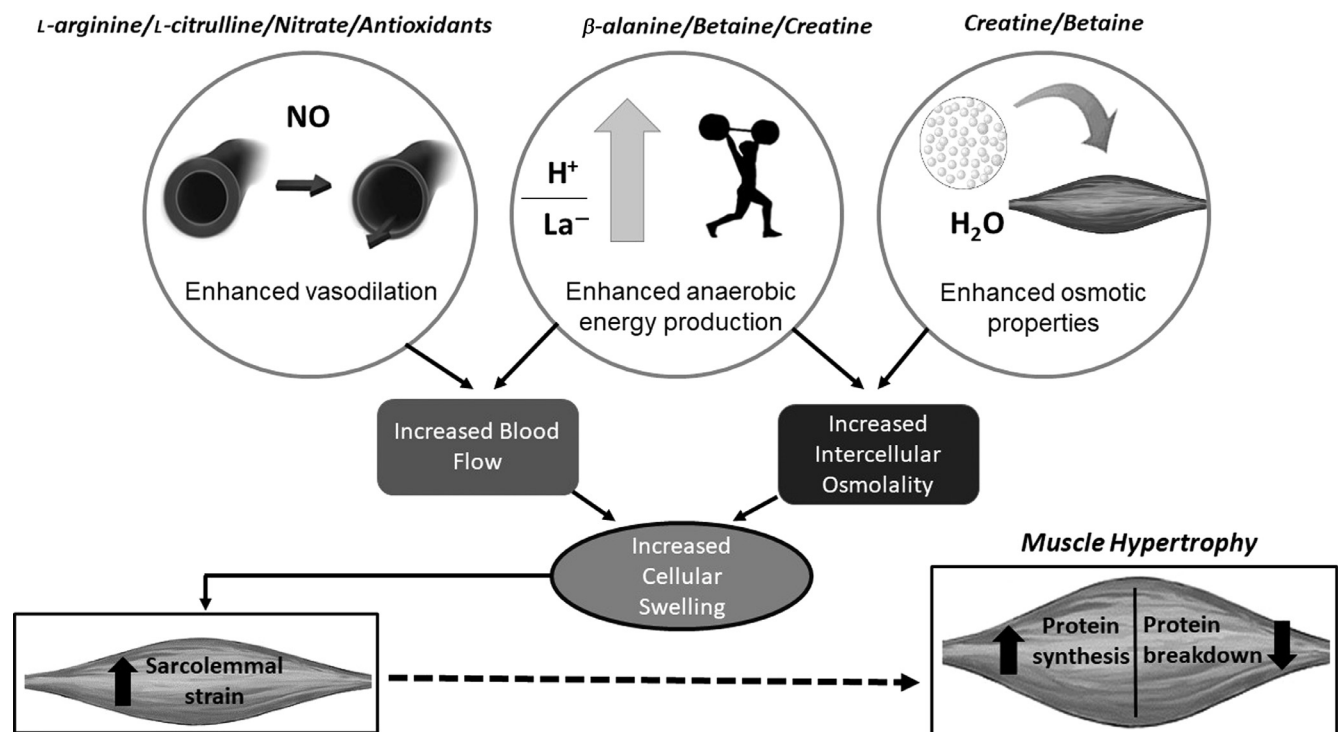 L-arginine/L-citrulline/Nitrate/Antioxidants
β-alanine/Betaine/Creatine
Creatine/Betaine
NO
Enhanced vasodilation
H⁺
La⁻
Enhanced anaerobic
energy production
H₂O
Enhanced osmotic
properties
Increased Blood
Flow
Increased
Intercellular
Osmolality
Increased
Cellular
Swelling
Sarcolemmal
strain
Muscle Hypertrophy
Protein
synthesis
Protein
breakdown